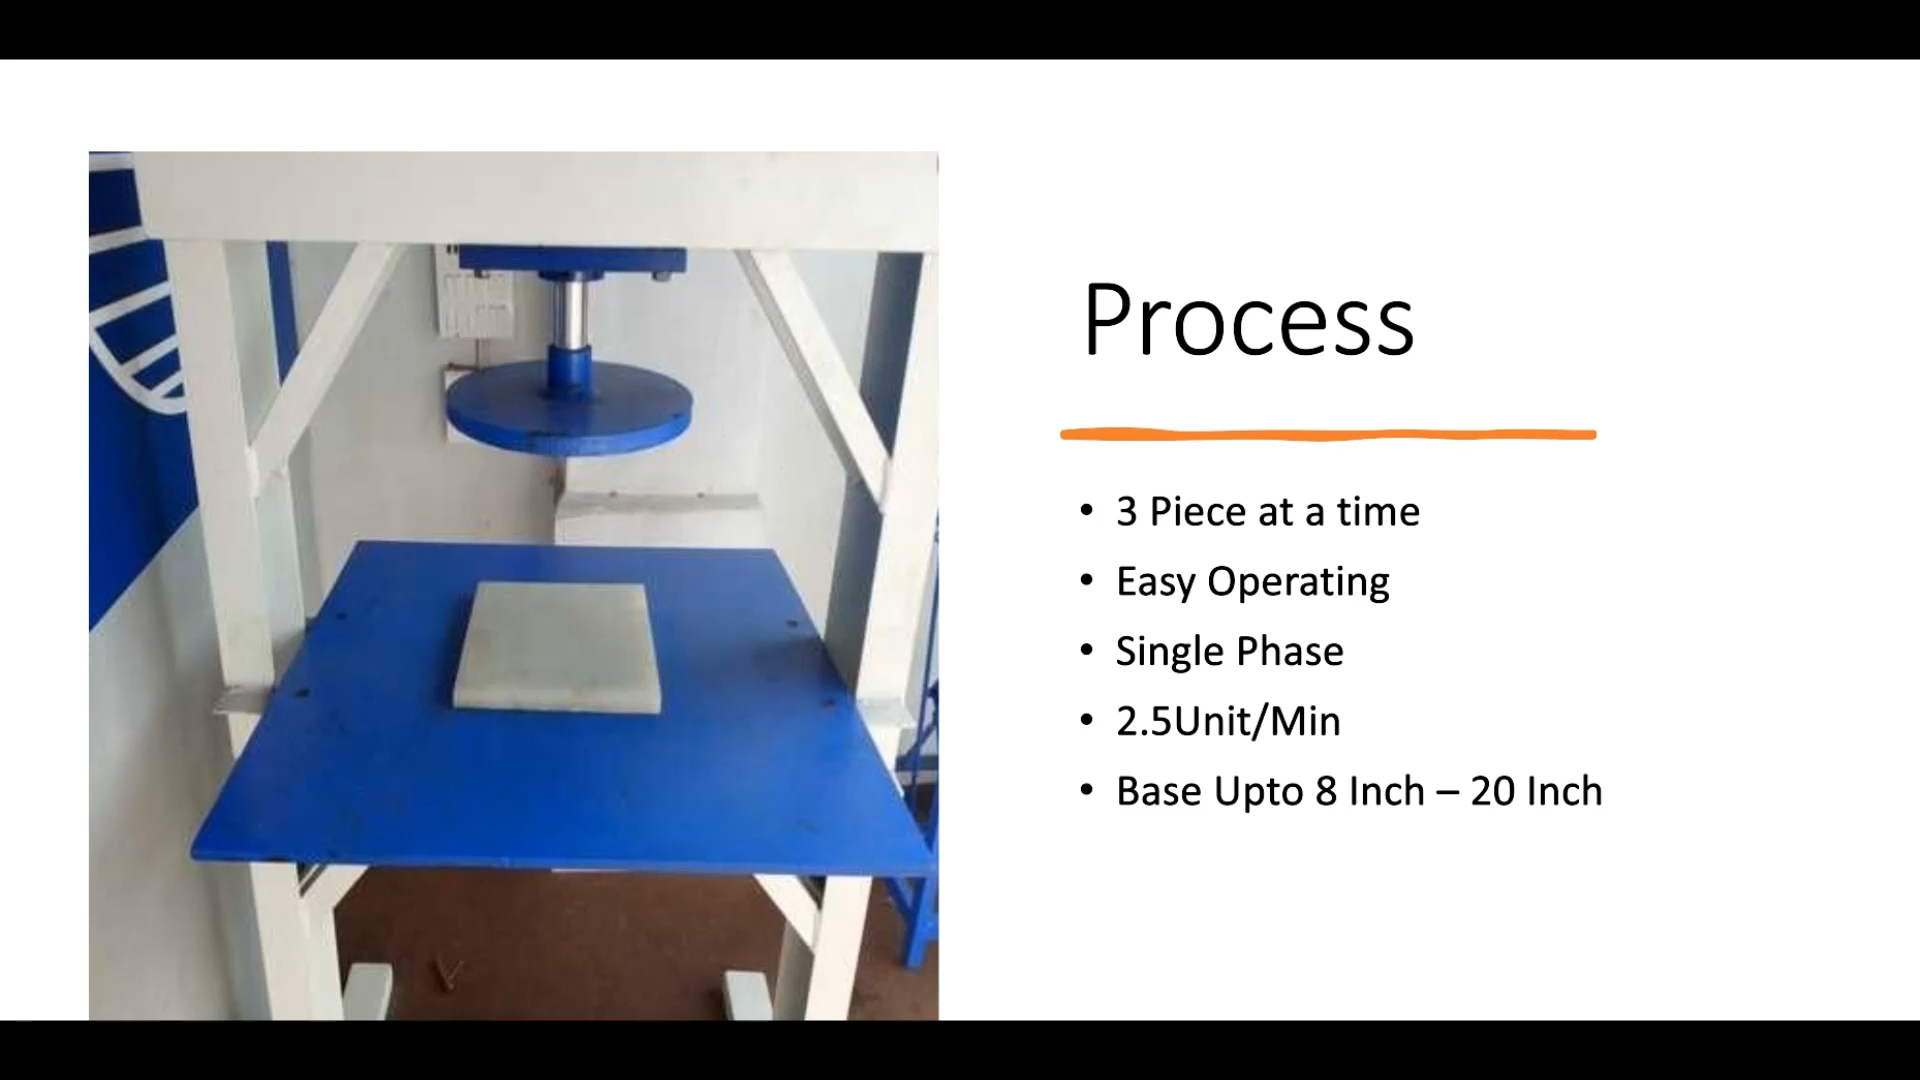 Process
• 3 Piece at a time
• Easy Operating
• Single Phase
• 2.5Unit/Min
• Base Upto 8 Inch – 20 Inch